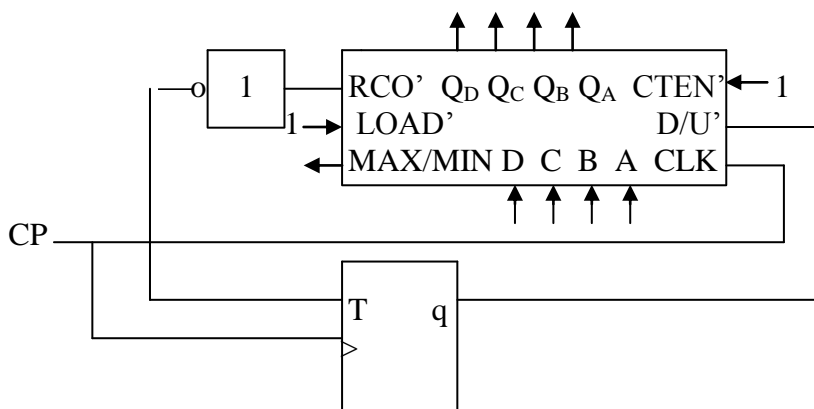 o 1 RCO' Q_D Q_C Q_B Q_A CTEN' 1
1 LOAD' D/U'
MAX/MIN D C B A CLK
CP
T q